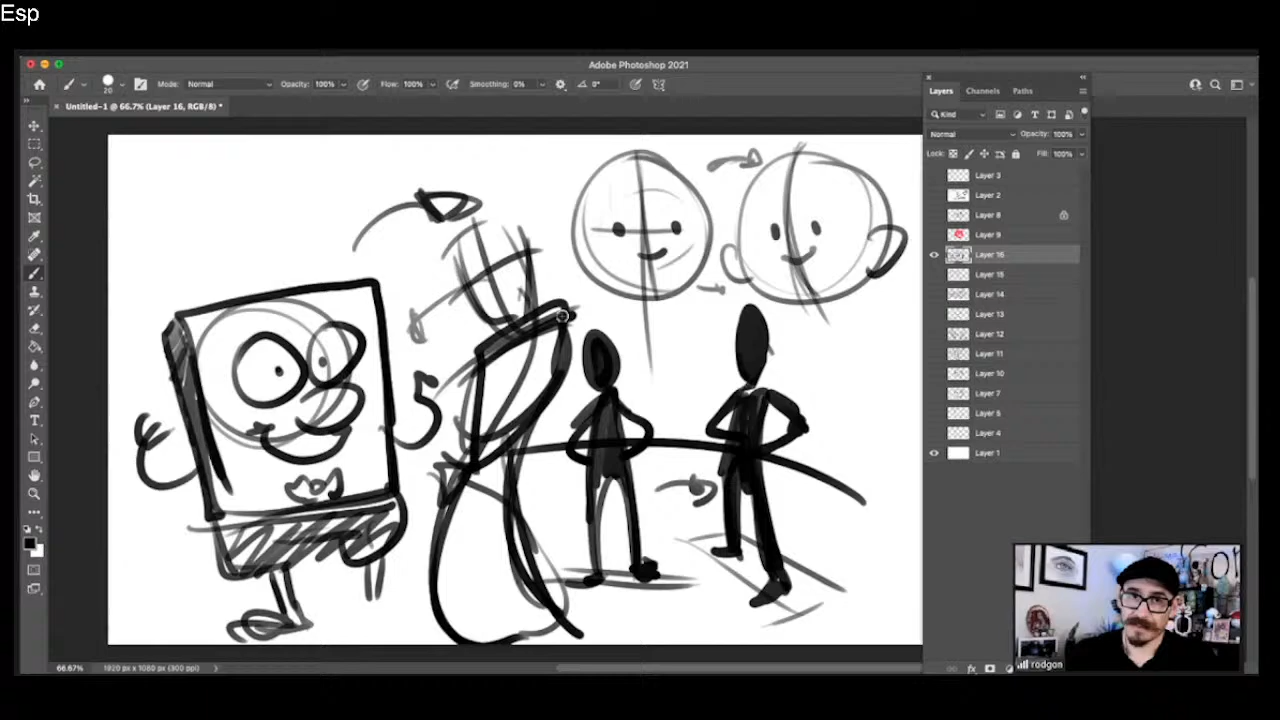 Esp
Adobe Photoshop 2021
20 Mode: Normal Opacity: 100% Flow: 100% Smoothing: 0% 0°
Untitled-1 @ 66.7% (Layer 16, RGB/8) *
Layers Channels Paths
Kind
Normal Opacity: 100%
Lock: Fill: 100%
Layer 3
Layer 2
Layer 8
Layer 9
Layer 16
Layer 15
Layer 14
Layer 13
Layer 12
Layer 11
Layer 10
Layer 7
Layer 5
Layer 4
Layer 1
fx
rodgon
66.67% 1920 px x 1080 px (300 ppi)